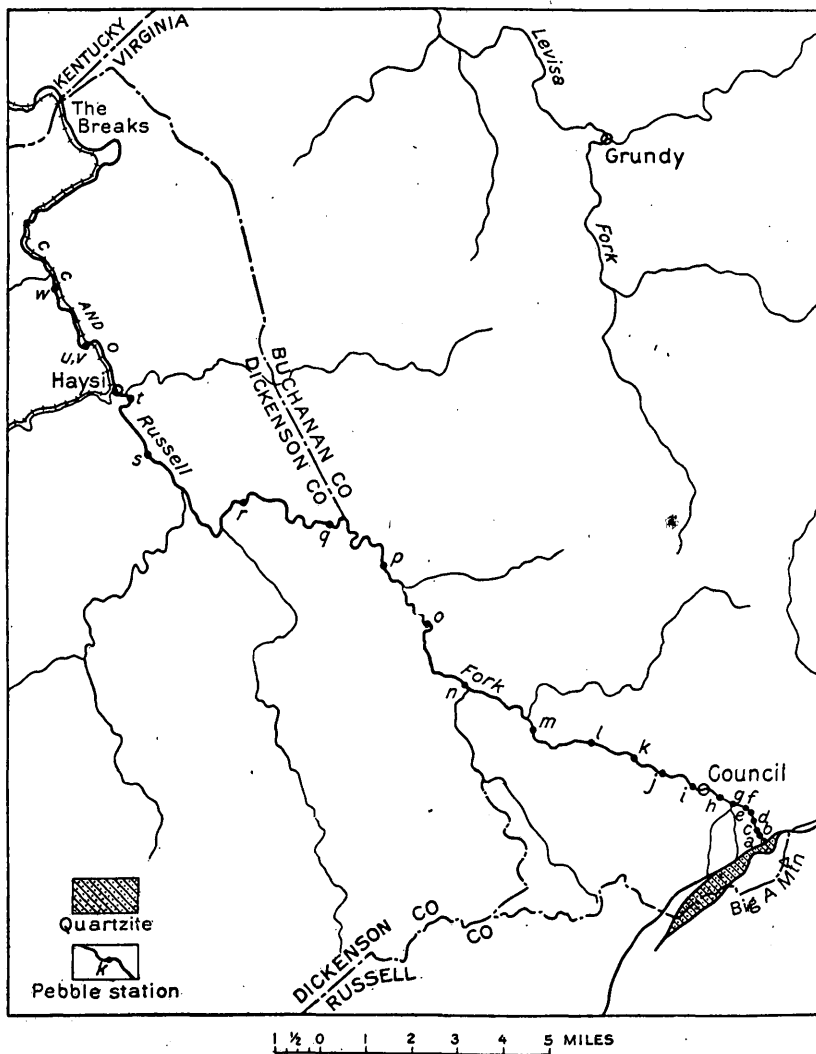 KENTUCKY
VIRGINIA
The
Breaks
Levisa
Fork
Grundy
C
C
AND
O
w
u,v
Haysi
t
Russell
Fork
s
r
q
p
o
n
m
l
k
j
i
h
g
f
e
d
c
b
a
BUCHANAN CO
DICKENSON CO
Council
Big A Mtn
DICKENSON CO
RUSSELL CO
Quartzite
k
Pebble station
1 ½ 0 1 2 3 4 5 MILES